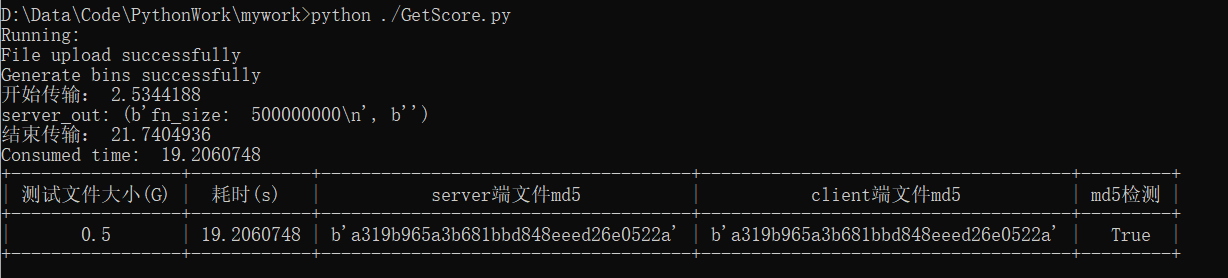 D:\Data\Code\PythonWork\mywork>python ./GetScore.py
Running:
File upload successfully
Generate bins successfully
开始传输： 2.5344188
server_out: (b'fn_size:  500000000\n', b'')
结束传输： 21.7404936
Consumed time:  19.2060748
+-----------------+------------+-------------------------------------+-------------------------------------+---------+
| 测试文件大小(G) | 耗时(s) | server端文件md5 | client端文件md5 | md5检测 |
+-----------------+------------+-------------------------------------+-------------------------------------+---------+
| 0.5 | 19.2060748 | b'a319b965a3b681bbd848eeed26e0522a' | b'a319b965a3b681bbd848eeed26e0522a' | True |
+-----------------+------------+-------------------------------------+-------------------------------------+---------+